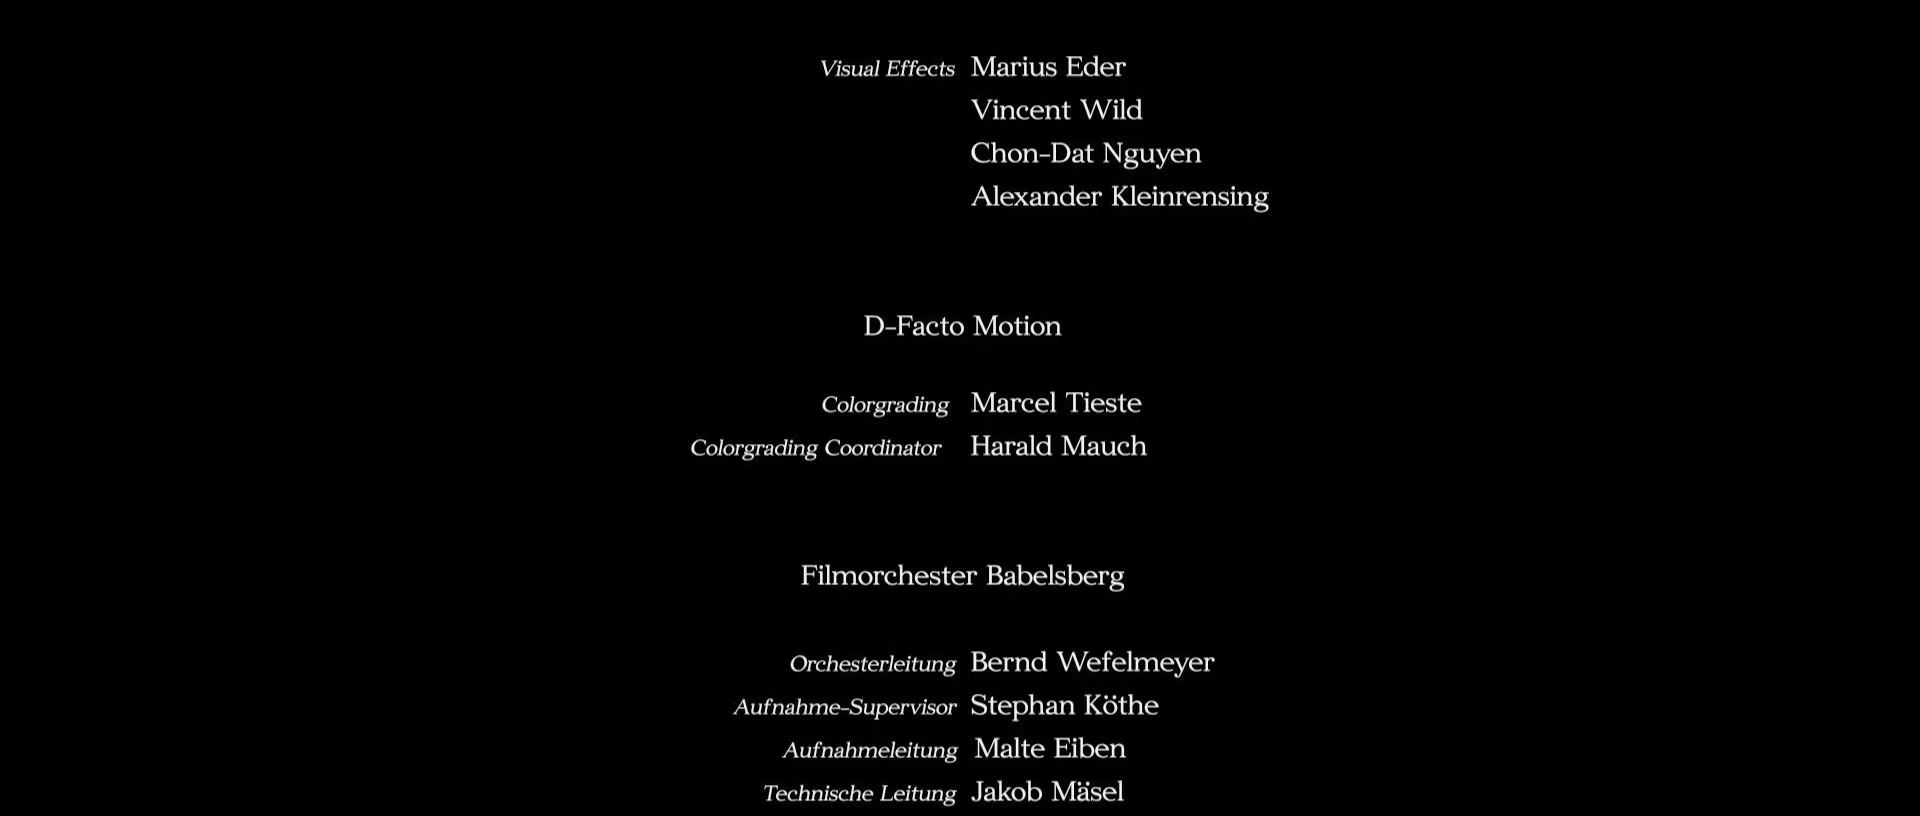 Visual Effects Marius Eder
Vincent Wild
Chon-Dat Nguyen
Alexander Kleinrensing
D-Facto Motion
Colorgrading Marcel Tieste
Colorgrading Coordinator Harald Mauch
Filmorchester Babelsberg
Orchesterleitung Bernd Wefelmeyer
Aufnahme-Supervisor Stephan Köthe
Aufnahmeleitung Malte Eiben
Technische Leitung Jakob Mäsel